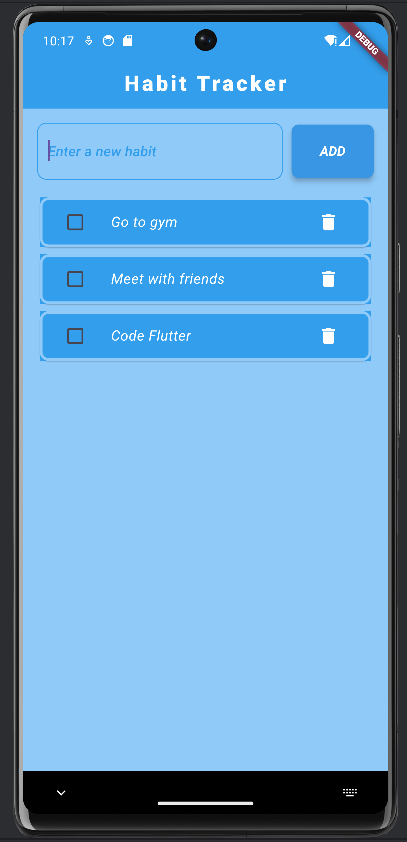 10:17
DEBUG
Habit Tracker
Enter a new habit
ADD
Go to gym
Meet with friends
Code Flutter